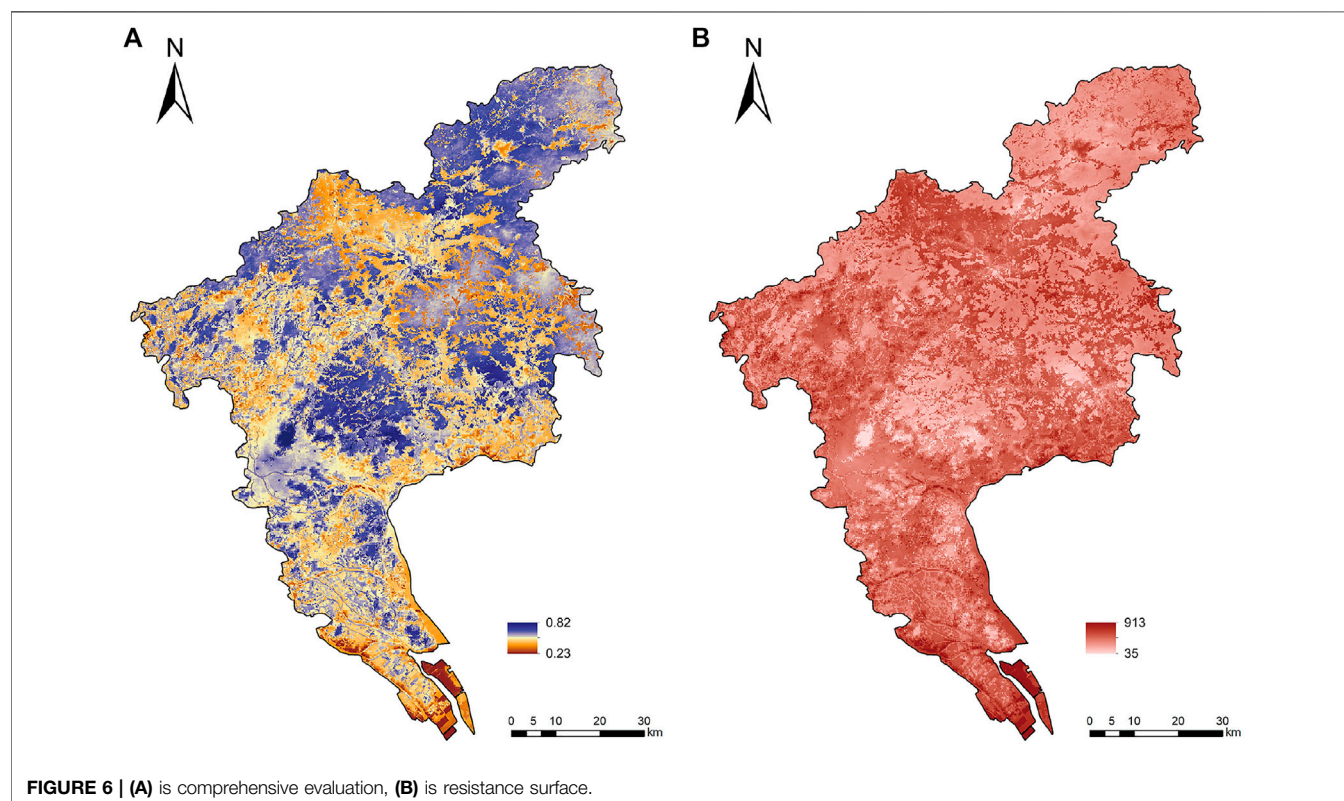 A
N
0.82
0.23
0 5 10 20 30
km
B
N
913
35
0 5 10 20 30
km
FIGURE 6 | (A) is comprehensive evaluation, (B) is resistance surface.